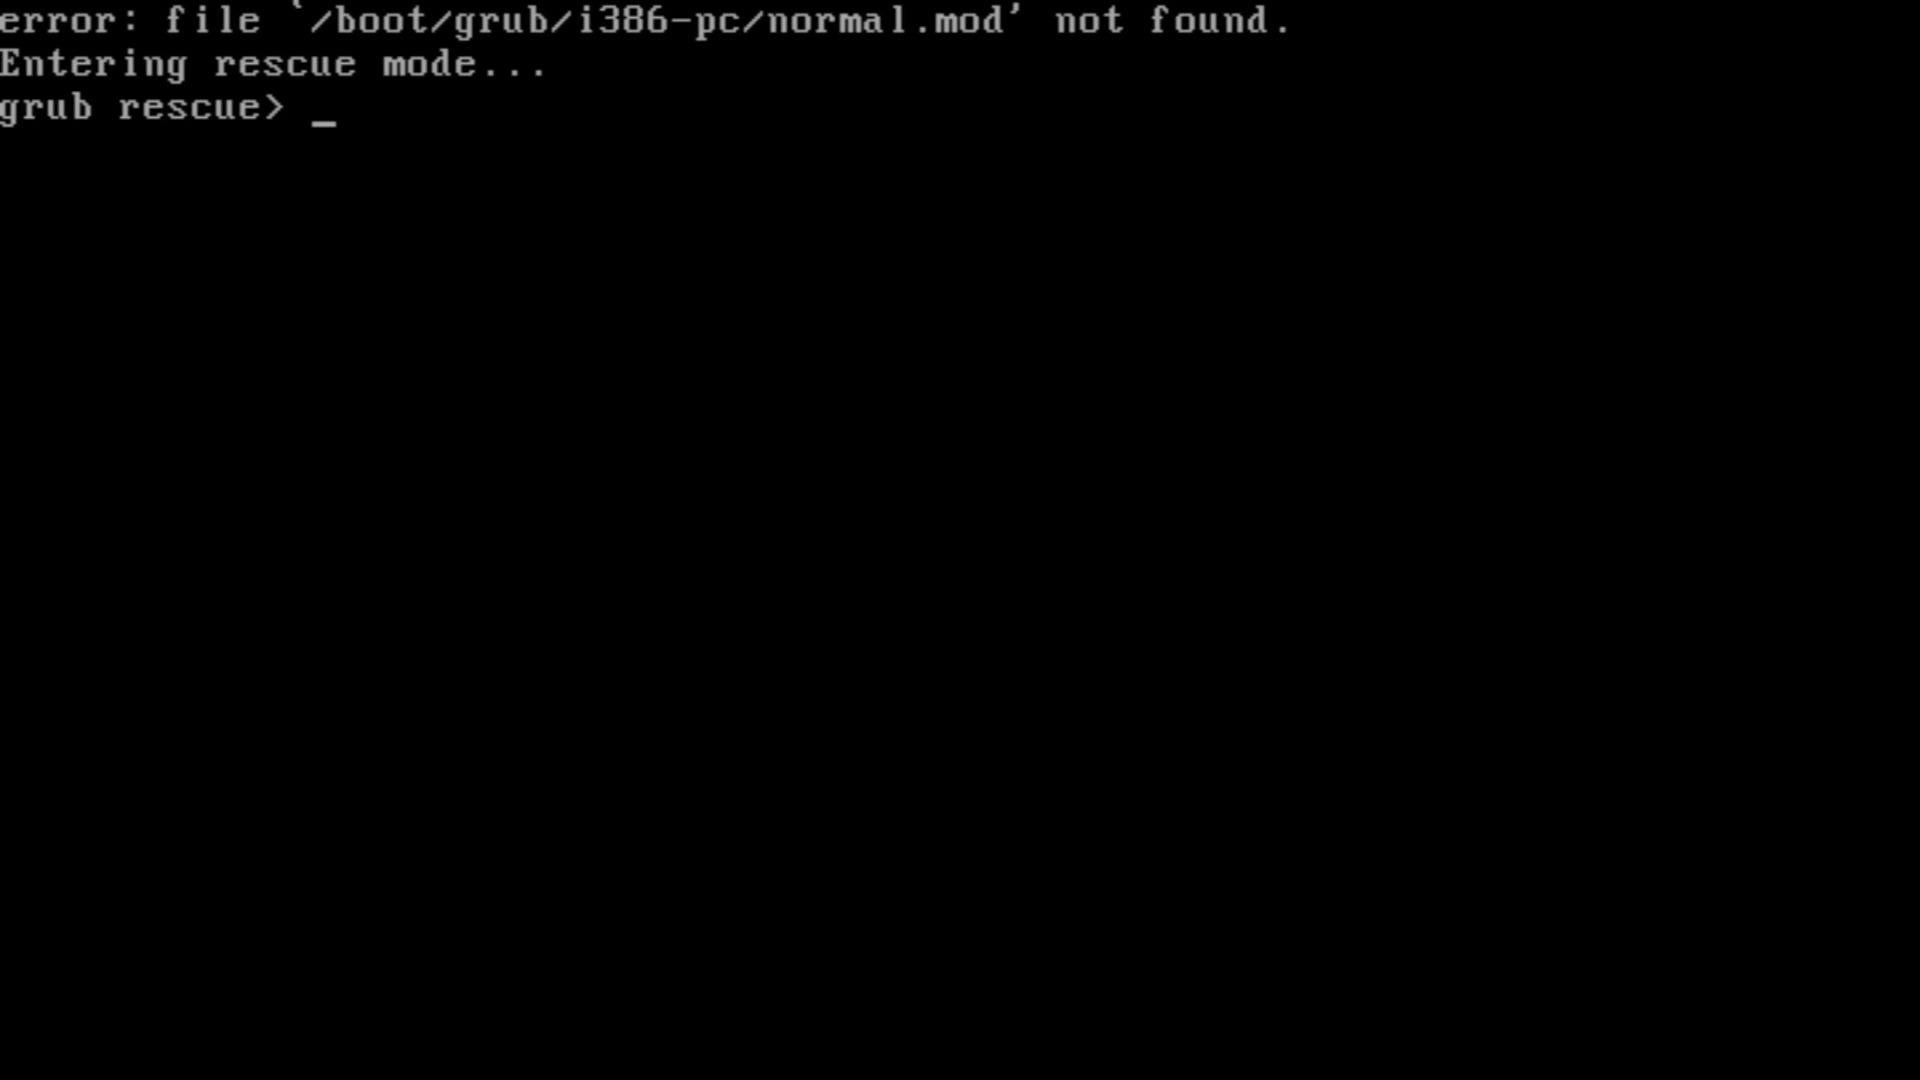 error: file `/boot/grub/i386-pc/normal.mod' not found.
Entering rescue mode...
grub rescue> _